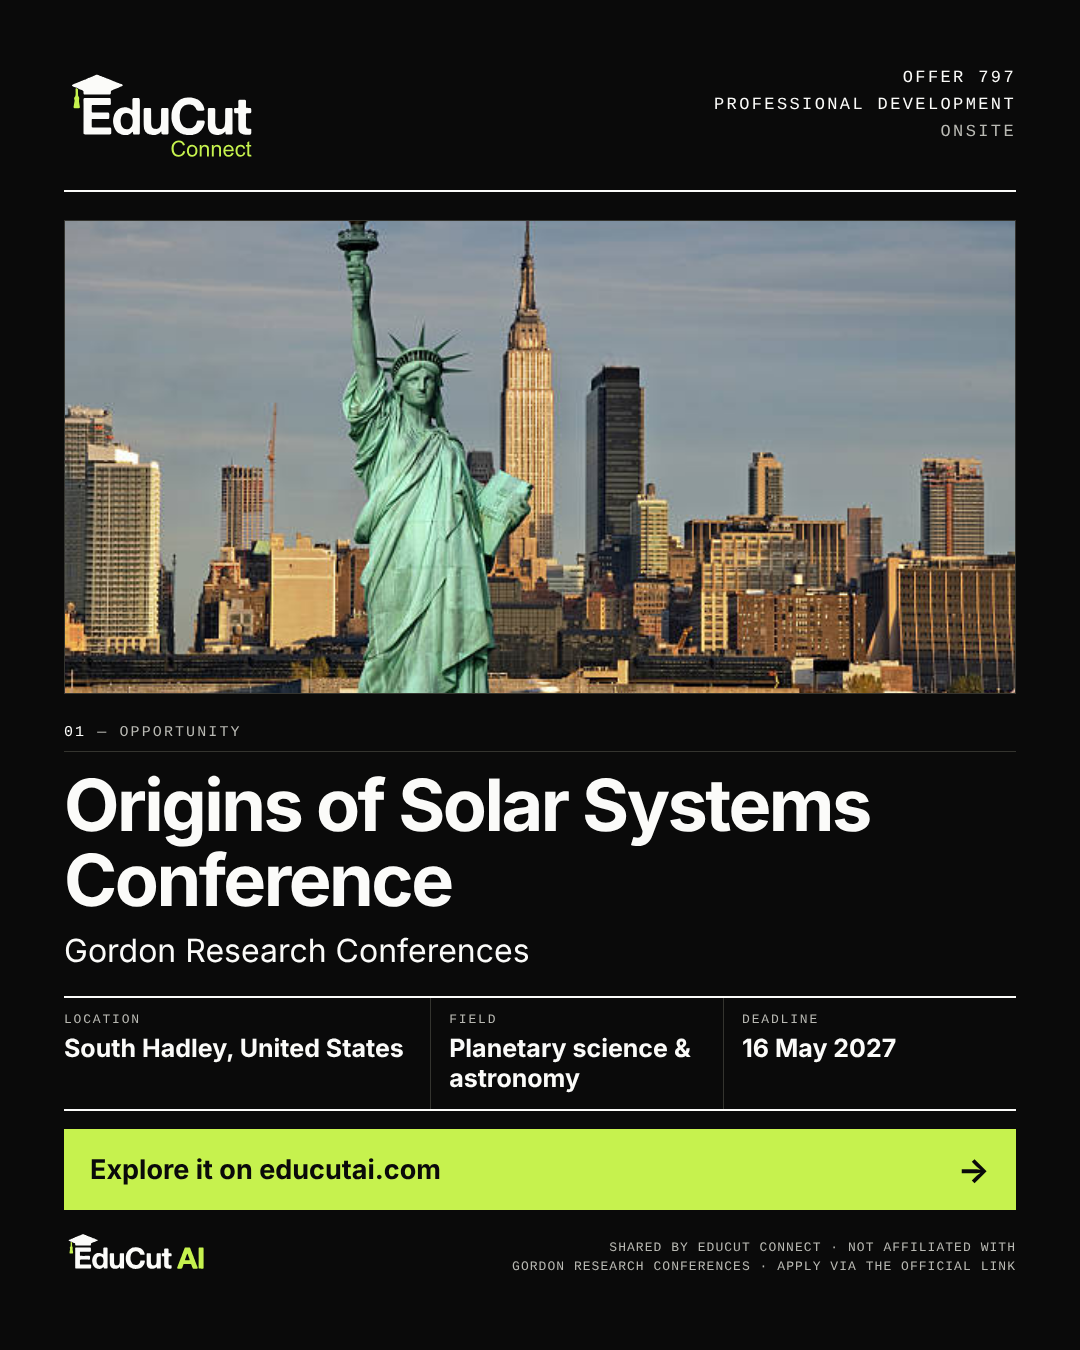 EduCut
Connect
OFFER 797
PROFESSIONAL DEVELOPMENT
ONSITE
01 — OPPORTUNITY
Origins of Solar Systems
Conference
Gordon Research Conferences
LOCATION
South Hadley, United States
FIELD
Planetary science &
astronomy
DEADLINE
16 May 2027
Explore it on educutai.com →
EduCut AI
SHARED BY EDUCUT CONNECT · NOT AFFILIATED WITH
GORDON RESEARCH CONFERENCES · APPLY VIA THE OFFICIAL LINK